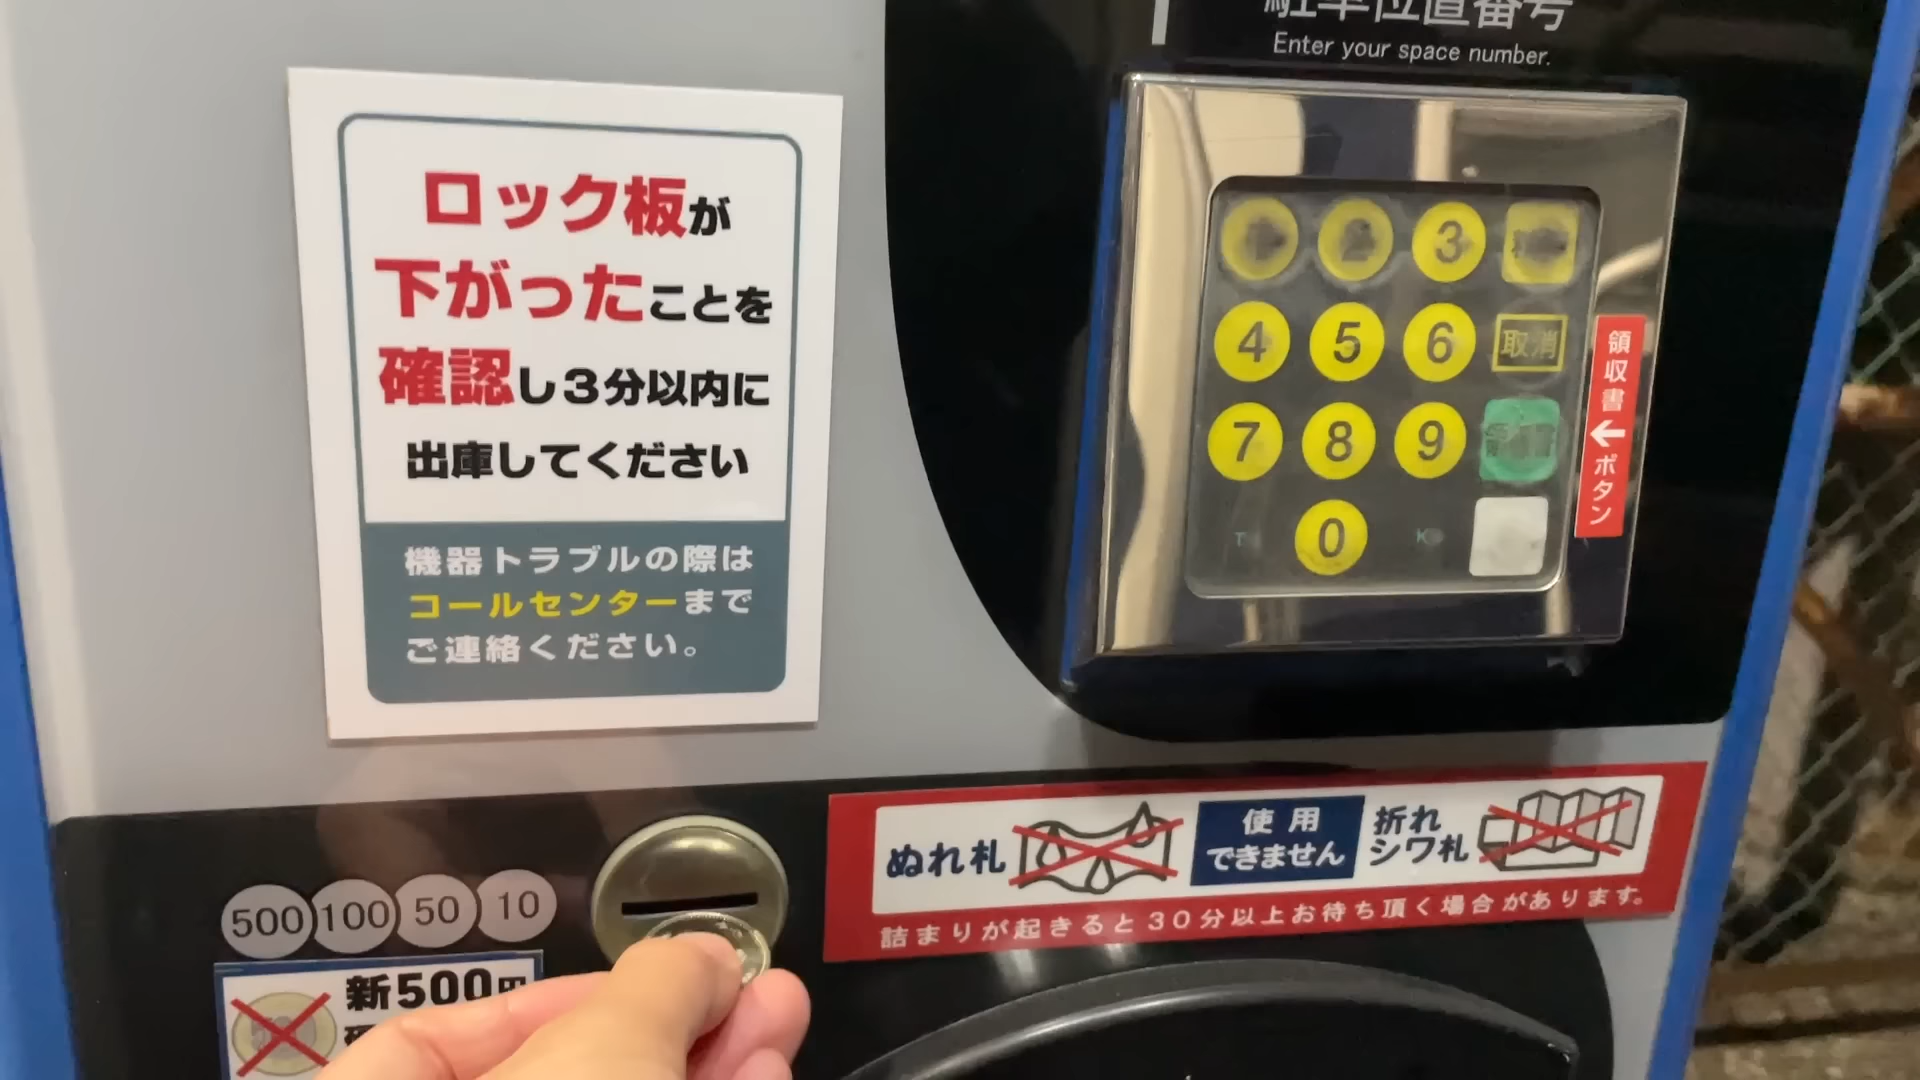 駐車位置番号
Enter your space number.
ロック板が
下がったことを
確認し3分以内に
出庫してください
機器トラブルの際は
コールセンターまで
ご連絡ください。
3
4 5 6 取消
7 8 9
0
領収書←ボタン
500 100 50 10
新500円
ぬれ札
使用
できません
折れ
シワ札
詰まりが起きると30分以上お待ち頂く場合があります。